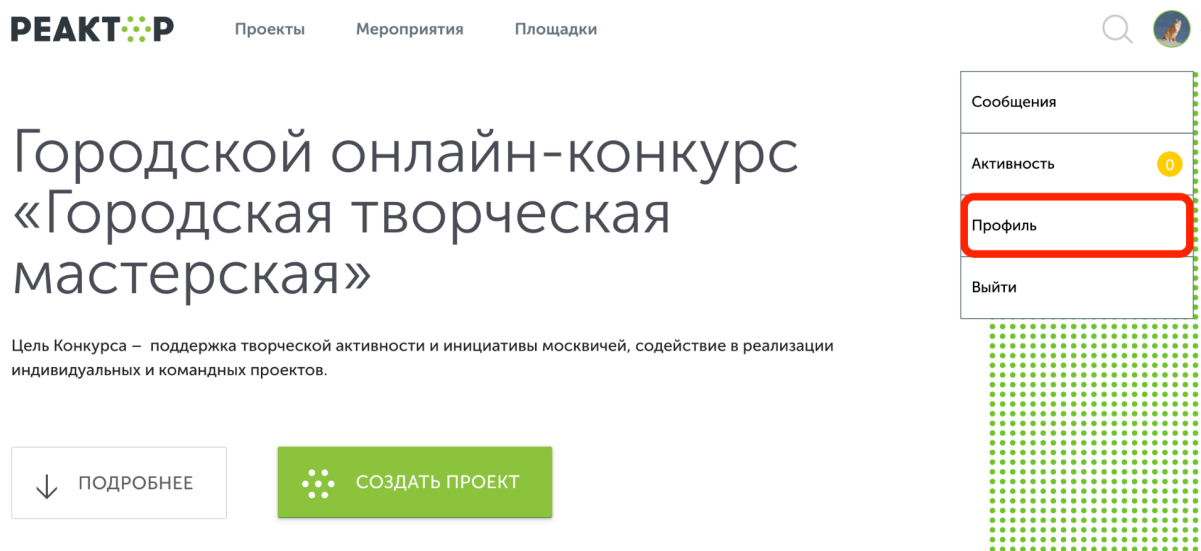 РЕАКТОР
Проекты
Мероприятия
Площадки
Сообщения
Активность
0
Профиль
Выйти
Городской онлайн-конкурс
«Городская творческая
мастерская»
Цель Конкурса – поддержка творческой активности и инициативы москвичей, содействие в реализации
индивидуальных и командных проектов.
ПОДРОБНЕЕ
СОЗДАТЬ ПРОЕКТ